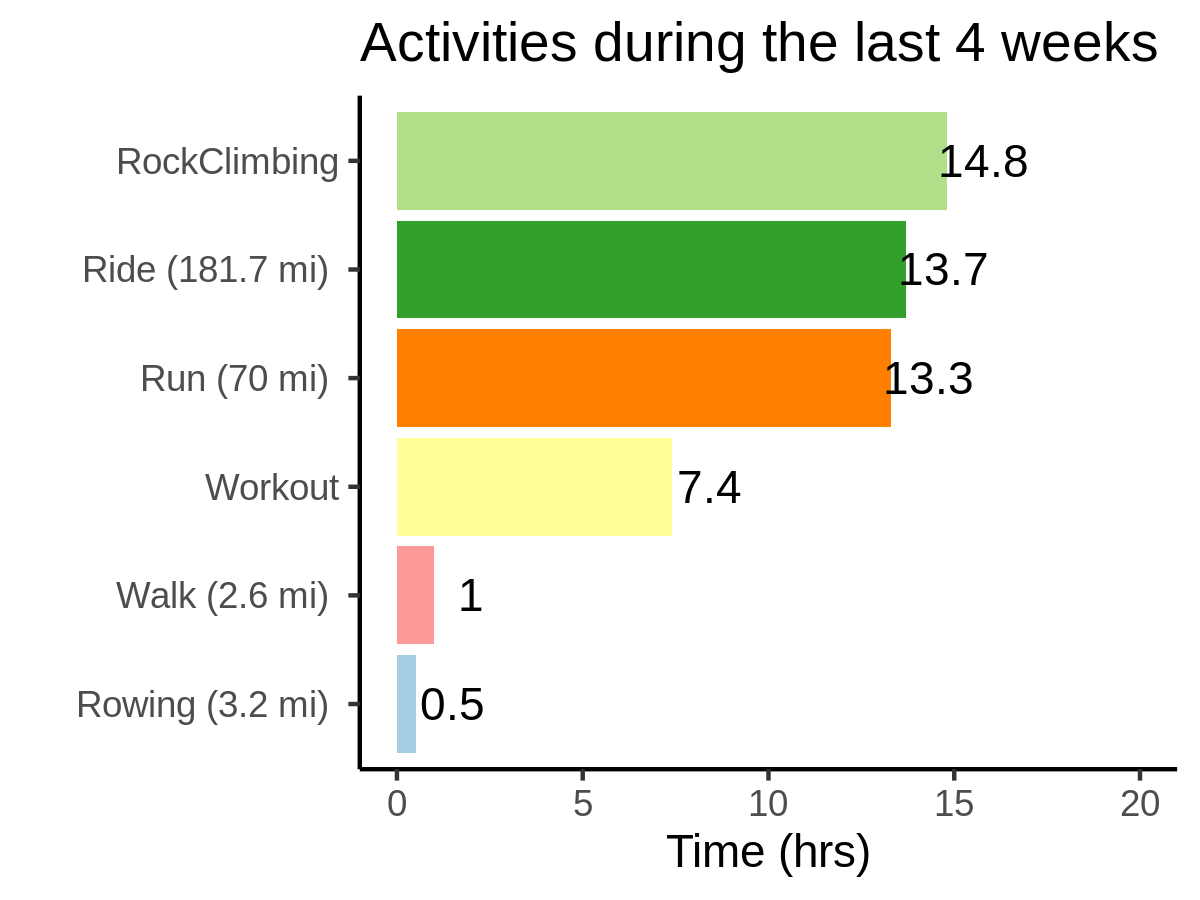 Activities during the last 4 weeks
RockClimbing 14.8
Ride (181.7 mi) 13.7
Run (70 mi) 13.3
Workout 7.4
Walk (2.6 mi) 1
Rowing (3.2 mi) 0.5
0 5 10 15 20
Time (hrs)